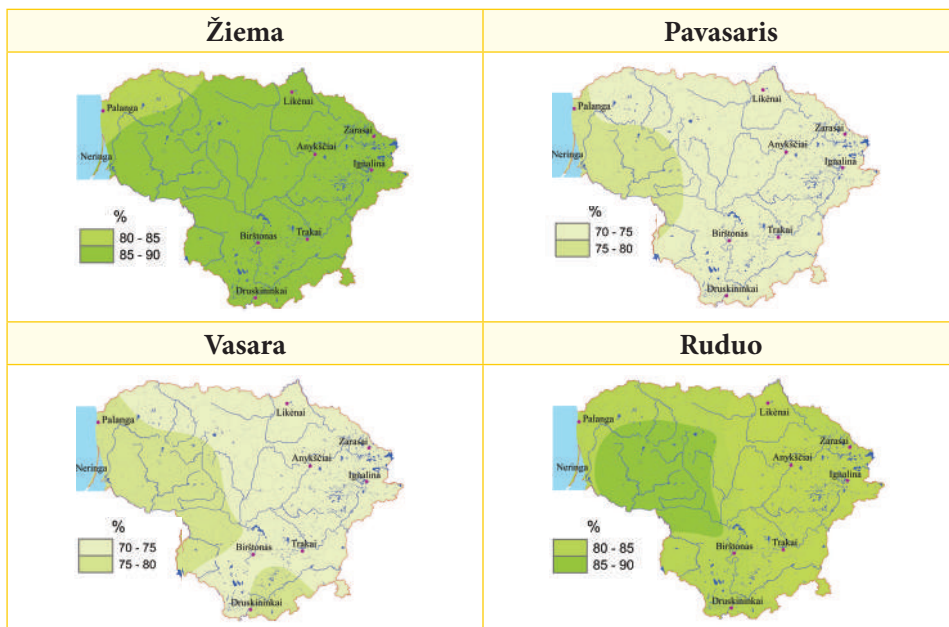 Žiema
Palanga
Likėnai
Zarasai
Anykščiai
Neringa
Ignalina
%
80 - 85
85 - 90
Birštonas
Trakai
Druskininkai
Pavasaris
Palanga
Likėnai
Zarasai
Anykščiai
Neringa
Ignalina
%
70 - 75
75 - 80
Birštonas
Trakai
Druskininkai
Vasara
Palanga
Likėnai
Zarasai
Anykščiai
Neringa
Ignalina
%
70 - 75
75 - 80
Birštonas
Trakai
Druskininkai
Ruduo
Palanga
Likėnai
Zarasai
Anykščiai
Neringa
Ignalina
%
80 - 85
85 - 90
Birštonas
Trakai
Druskininkai